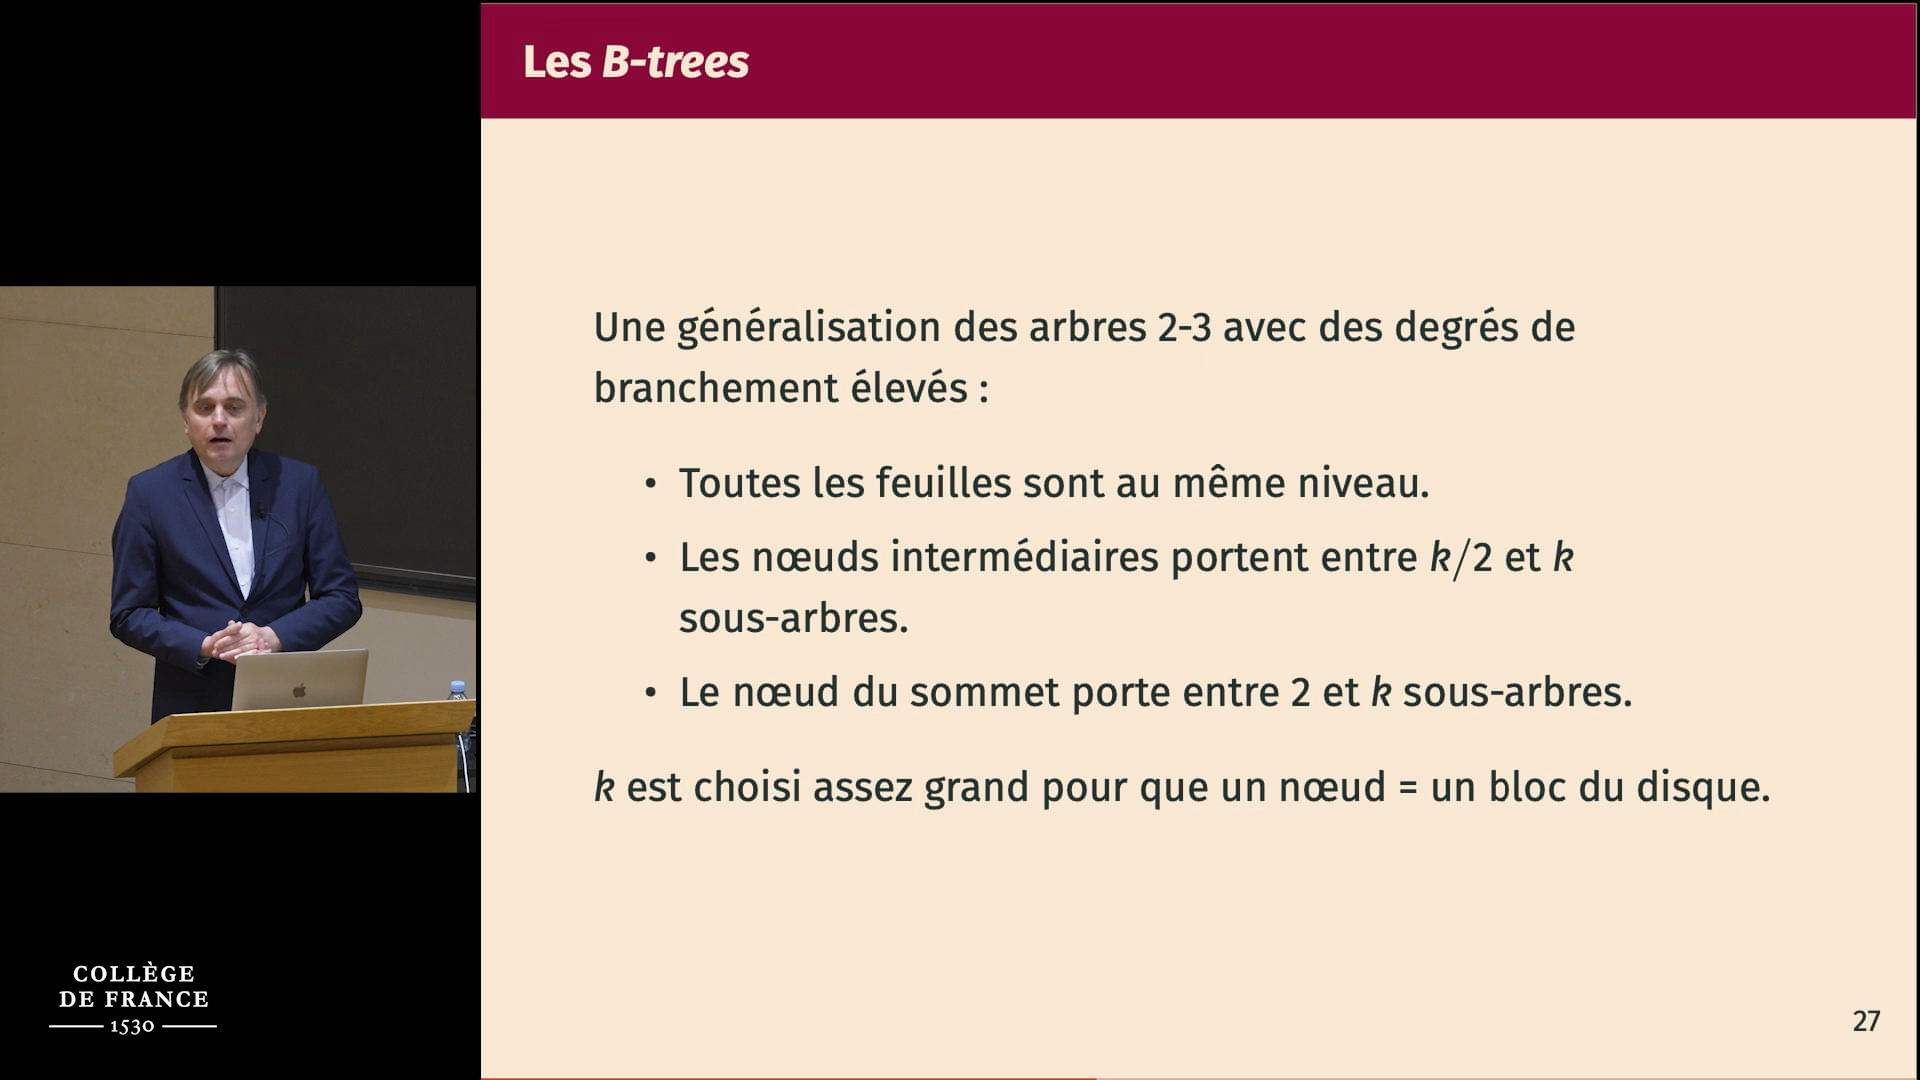 Les B-trees
Une généralisation des arbres 2-3 avec des degrés de
branchement élevés :
• Toutes les feuilles sont au même niveau.
• Les nœuds intermédiaires portent entre k/2 et k
sous-arbres.
• Le nœud du sommet porte entre 2 et k sous-arbres.
k est choisi assez grand pour que un nœud = un bloc du disque.
27
COLLÈGE
DE FRANCE
1530